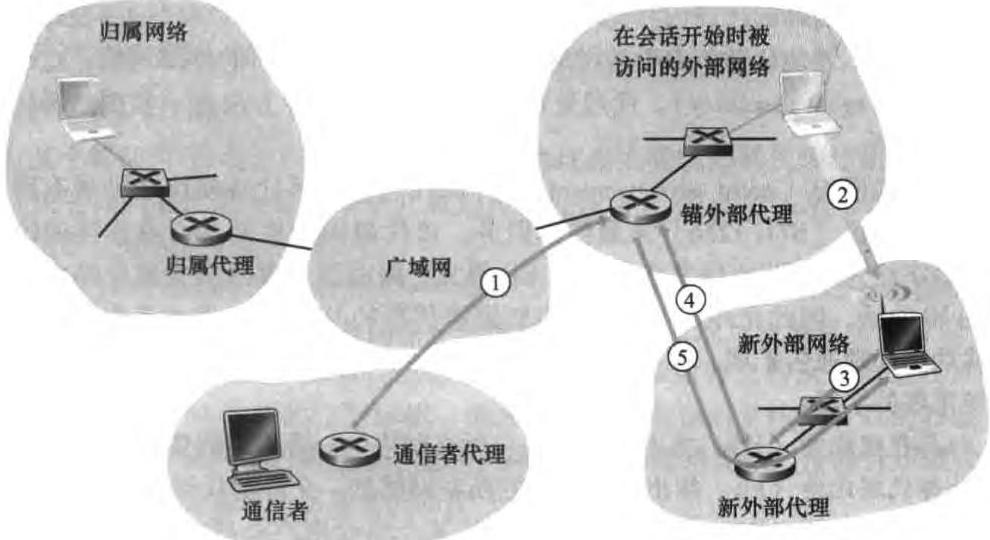 归属网络
归属代理
广域网
①
通信者
通信者代理
在会话开始时被
访问的外部网络
锚外部代理
②
④
⑤
新外部网络
③
新外部代理